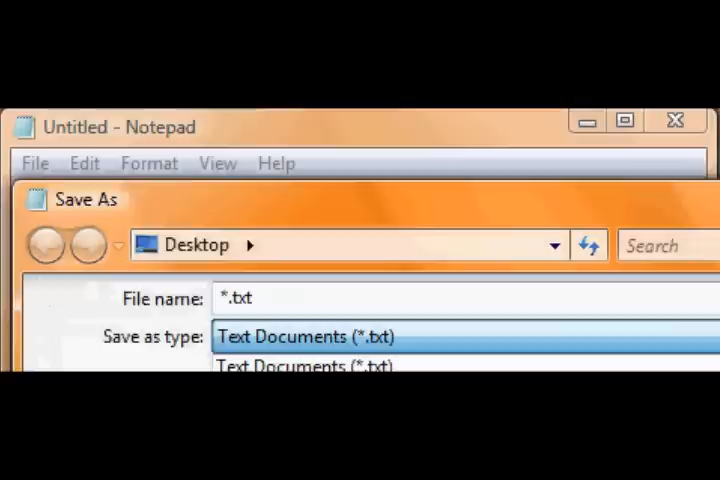 Untitled - Notepad
File Edit Format View Help
Save As
Desktop Search
File name: *.txt
Save as type: Text Documents (*.txt)
Text Documents (*.txt)